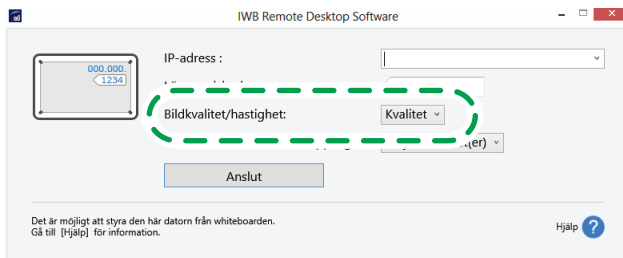 IWB Remote Desktop Software
000.000.
1234
IP-adress :
Bildkvalitet/hastighet:
Kvalitet
(er)
Anslut
Det är möjligt att styra den här datorn från whiteboarden.
Gå till [Hjälp] för information.
Hjälp ?